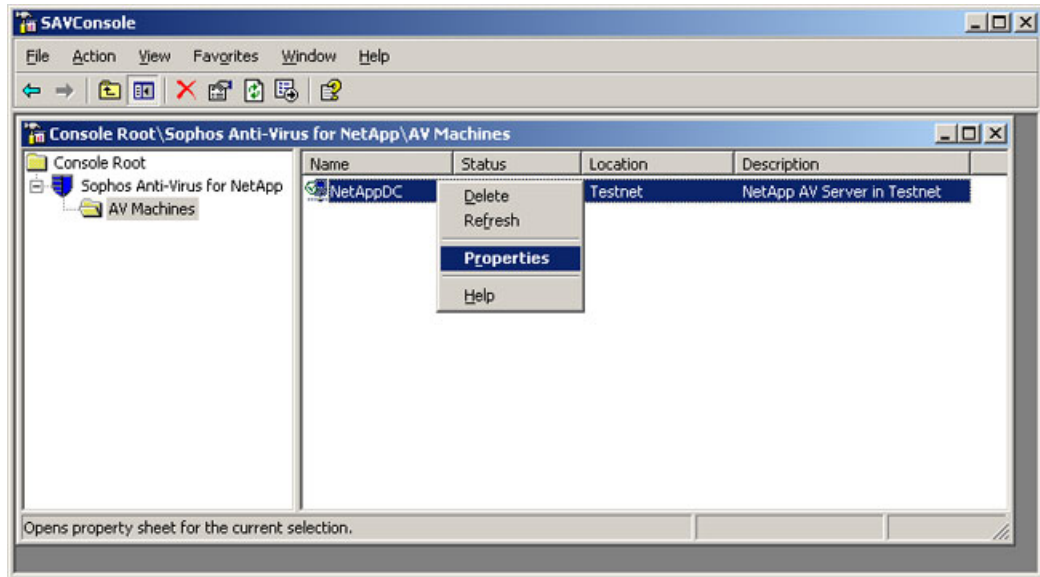 SAVConsole
File Action View Favorites Window Help
Console Root\Sophos Anti-Virus for NetApp\AV Machines
Console Root
Sophos Anti-Virus for NetApp
AV Machines
Name Status Location Description
NetAppDC Testnet NetApp AV Server in Testnet
Delete
Refresh
Properties
Help
Opens property sheet for the current selection.